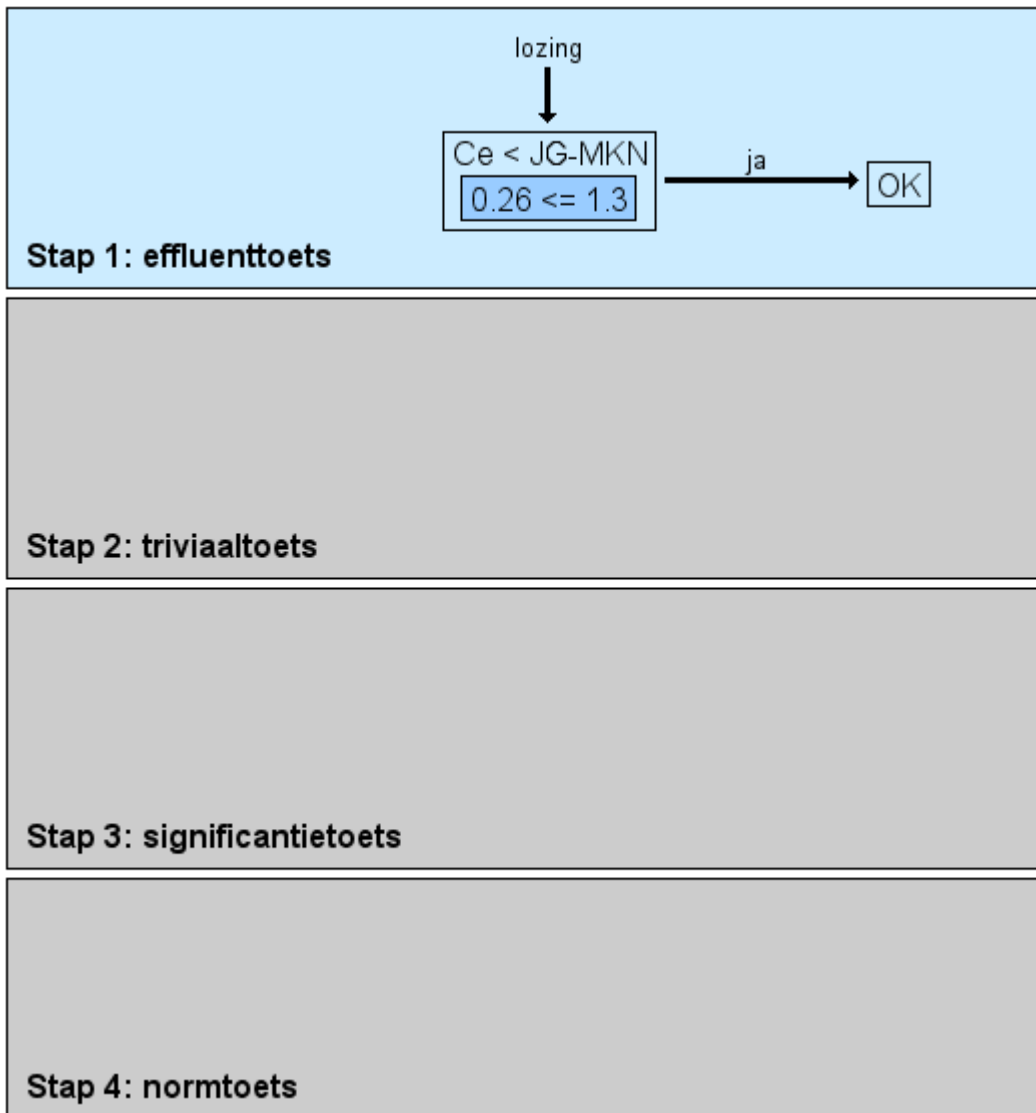 lozing
Ce < JG-MKN
ja
OK
0.26 <= 1.3
Stap 1: effluenttoets
Stap 2: triviaaltoets
Stap 3: significantietoets
Stap 4: normtoets